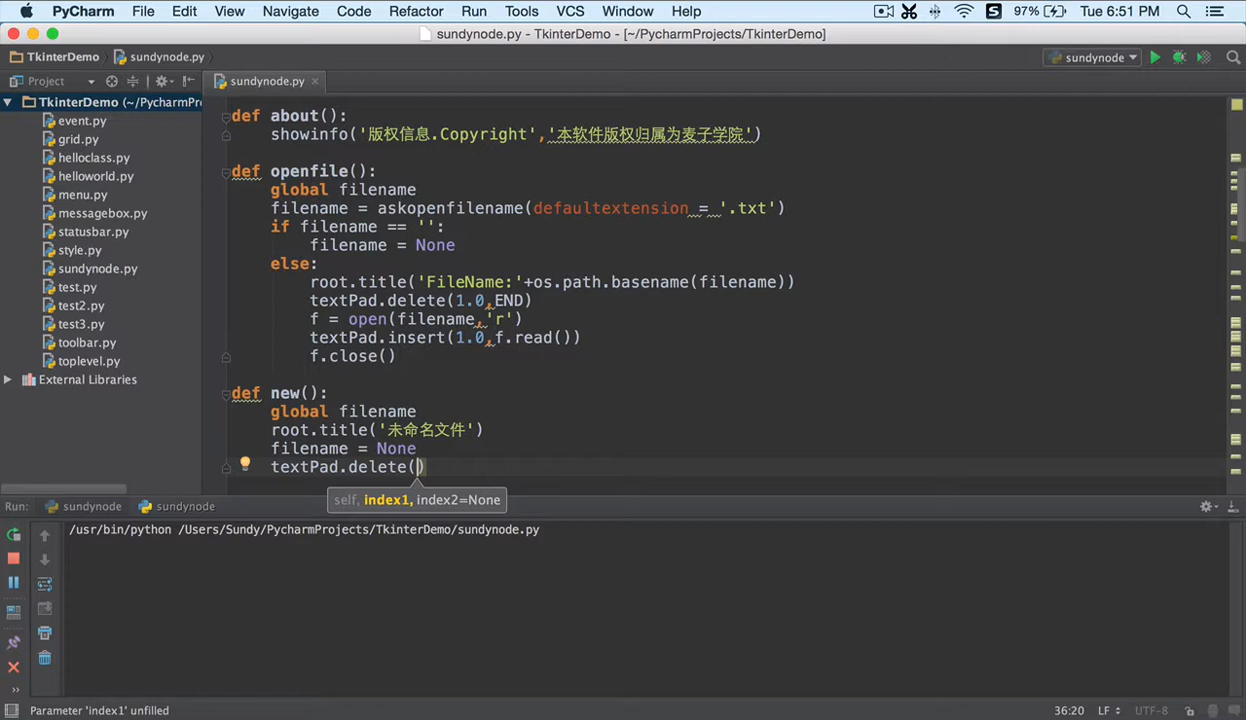 PyCharm File Edit View Navigate Code Refactor Run Tools VCS Window Help S 97% Tue 6:51 PM
sundynode.py - TkinterDemo - [~/PycharmProjects/TkinterDemo]
TkinterDemo sundynode.py sundynode
Project sundynode.py
TkinterDemo (~/PycharmPr
event.py
grid.py
helloclass.py
helloworld.py
menu.py
messagebox.py
statusbar.py
style.py
sundynode.py
test.py
test2.py
test3.py
toolbar.py
toplevel.py
External Libraries
def about():
showinfo('版权信息.Copyright','本软件版权归属为麦子学院')
def openfile():
global filename
filename = askopenfilename(defaultextension = '.txt')
if filename == '':
filename = None
else:
root.title('FileName:'+os.path.basename(filename))
textPad.delete(1.0,END)
f = open(filename,'r')
textPad.insert(1.0,f.read())
f.close()
def new():
global filename
root.title('未命名文件')
filename = None
textPad.delete()
self, index1, index2=None
Run: sundynode sundynode
/usr/bin/python /Users/Sundy/PycharmProjects/TkinterDemo/sundynode.py
Parameter 'index1' unfilled 36:20 LF UTF-8